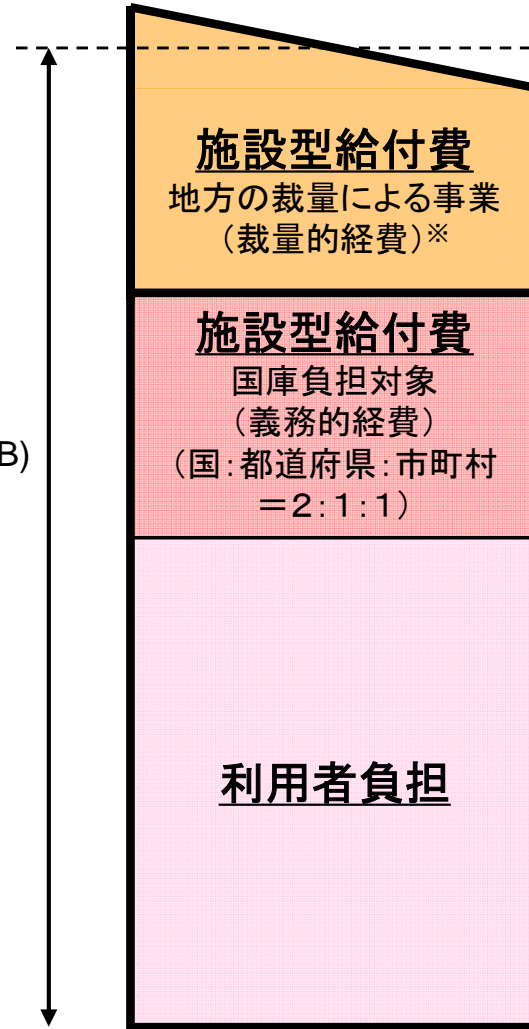 施設型給付費
地方の裁量による事業
（裁量的経費）※
施設型給付費
国庫負担対象
（義務的経費）
（国：都道府県：市町村
＝2：1：1）
B)
利用者負担